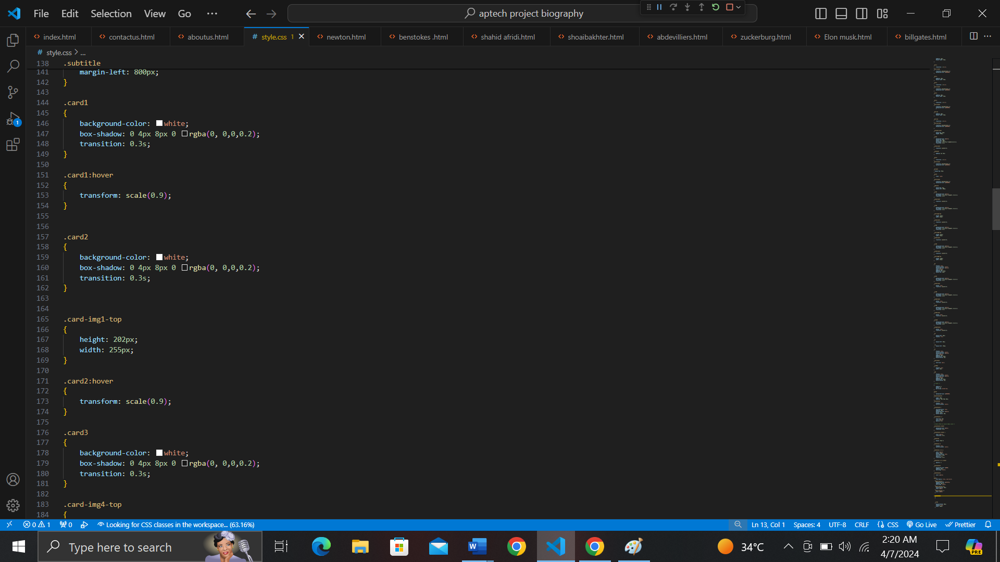 File Edit Selection View Go ··· aptech project biography
index.html contactus.html aboutus.html style.css 1 newton.html benstokes .html shahid afridi.html shoaibakhter.html abdevilliers.html zuckerburg.html Elon musk.html billgates.html ···
# style.css > ...
138 .subtitle
141 margin-left: 800px;
142 }
143
144 .card1
145 {
146 background-color: white;
147 box-shadow: 0 4px 8px 0 rgba(0, 0,0,0.2);
148 transition: 0.3s;
149 }
150
151 .card1:hover
152 {
153 transform: scale(0.9);
154 }
155
156
157 .card2
158 {
159 background-color: white;
160 box-shadow: 0 4px 8px 0 rgba(0, 0,0,0.2);
161 transition: 0.3s;
162 }
163
164
165 .card-img1-top
166 {
167 height: 202px;
168 width: 255px;
169 }
170
171 .card2:hover
172 {
173 transform: scale(0.9);
174 }
175
176 .card3
177 {
178 background-color: white;
179 box-shadow: 0 4px 8px 0 rgba(0, 0,0,0.2);
180 transition: 0.3s;
181 }
182
183 .card-img4-top
184 {
1
0 1 0 Looking for CSS classes in the workspace... (63.16%) Ln 13, Col 1 Spaces: 4 UTF-8 CRLF {} CSS Go Live Prettier
Type here to search 34°C 2:20 AM
4/7/2024
PRE